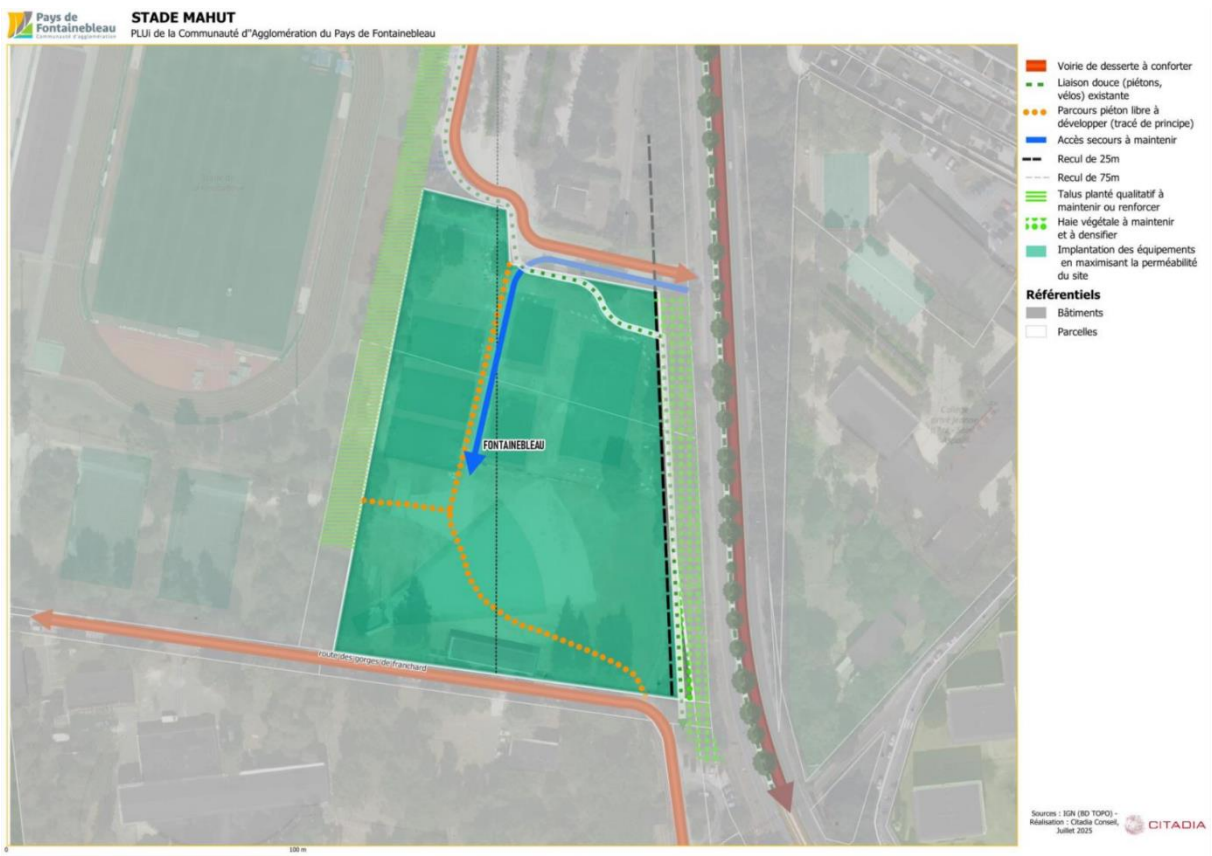 Pays de
Fontainebleau
Communauté d'agglomération
STADE MAHUT
PLUi de la Communauté d"Agglomération du Pays de Fontainebleau
Voirie de desserte à conforter
Liaison douce (piétons,
vélos) existante
Parcours piéton libre à
développer (tracé de principe)
Accès secours à maintenir
Recul de 25m
Recul de 75m
Talus planté qualitatif à
maintenir ou renforcer
Haie végétale à maintenir
et à densifier
Implantation des équipements
en maximisant la perméabilité
du site
Référentiels
Bâtiments
Parcelles
FONTAINEBLEAU
route des gorges de franchard
Sources : IGN (BD TOPO) -
Réalisation : Citadia Conseil,
Juillet 2025
CITADIA
0
100 m